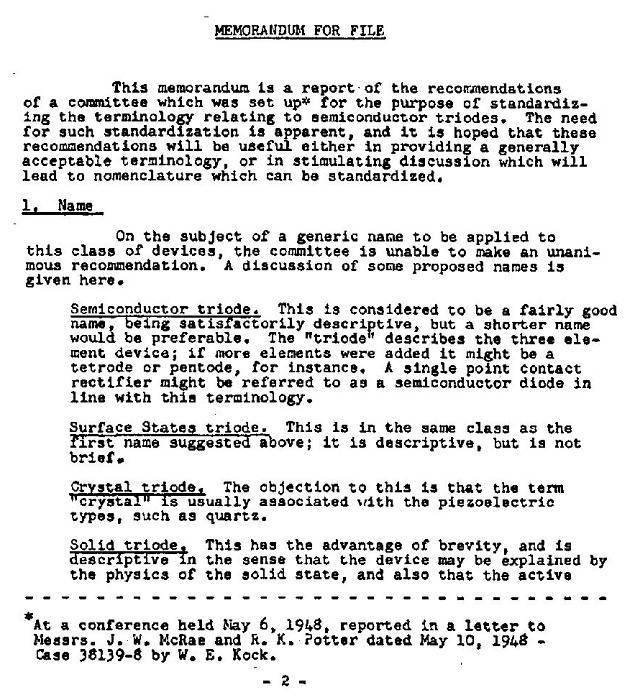 MEMORANDUM FOR FILE
This memorandum is a report of the recommendations
of a committee which was set up* for the purpose of standardiz-
ing the terminology relating to semiconductor triodes. The need
for such standardization is apparent, and it is hoped that these
recommendations will be useful either in providing a generally
acceptable terminology, or in stimulating discussion which will
lead to nomenclature which can be standardized.
1. Name
On the subject of a generic name to be applied to
this class of devices, the committee is unable to make an unani-
mous recommendation. A discussion of some proposed names is
given here.
Semiconductor triode. This is considered to be a fairly good
name, being satisfactorily descriptive, but a shorter name
would be preferable. The "triode" describes the three ele-
ment device; if more elements were added it might be a
tetrode or pentode, for instance. A single point contact
rectifier might be referred to as a semiconductor diode in
line with this terminology.
Surface States triode. This is in the same class as the
first name suggested above; it is descriptive, but is not
brief.
Crystal triode. The objection to this is that the term
"crystal" is usually associated with the piezoelectric
types, such as quartz.
Solid triode. This has the advantage of brevity, and is
descriptive in the sense that the device may be explained by
the physics of the solid state, and also that the active
*At a conference held May 6, 1948, reported in a letter to
Messrs. J. W. McRae and R. K. Potter dated May 10, 1948 -
Case 38139-8 by W. E. Kock.
- 2 -